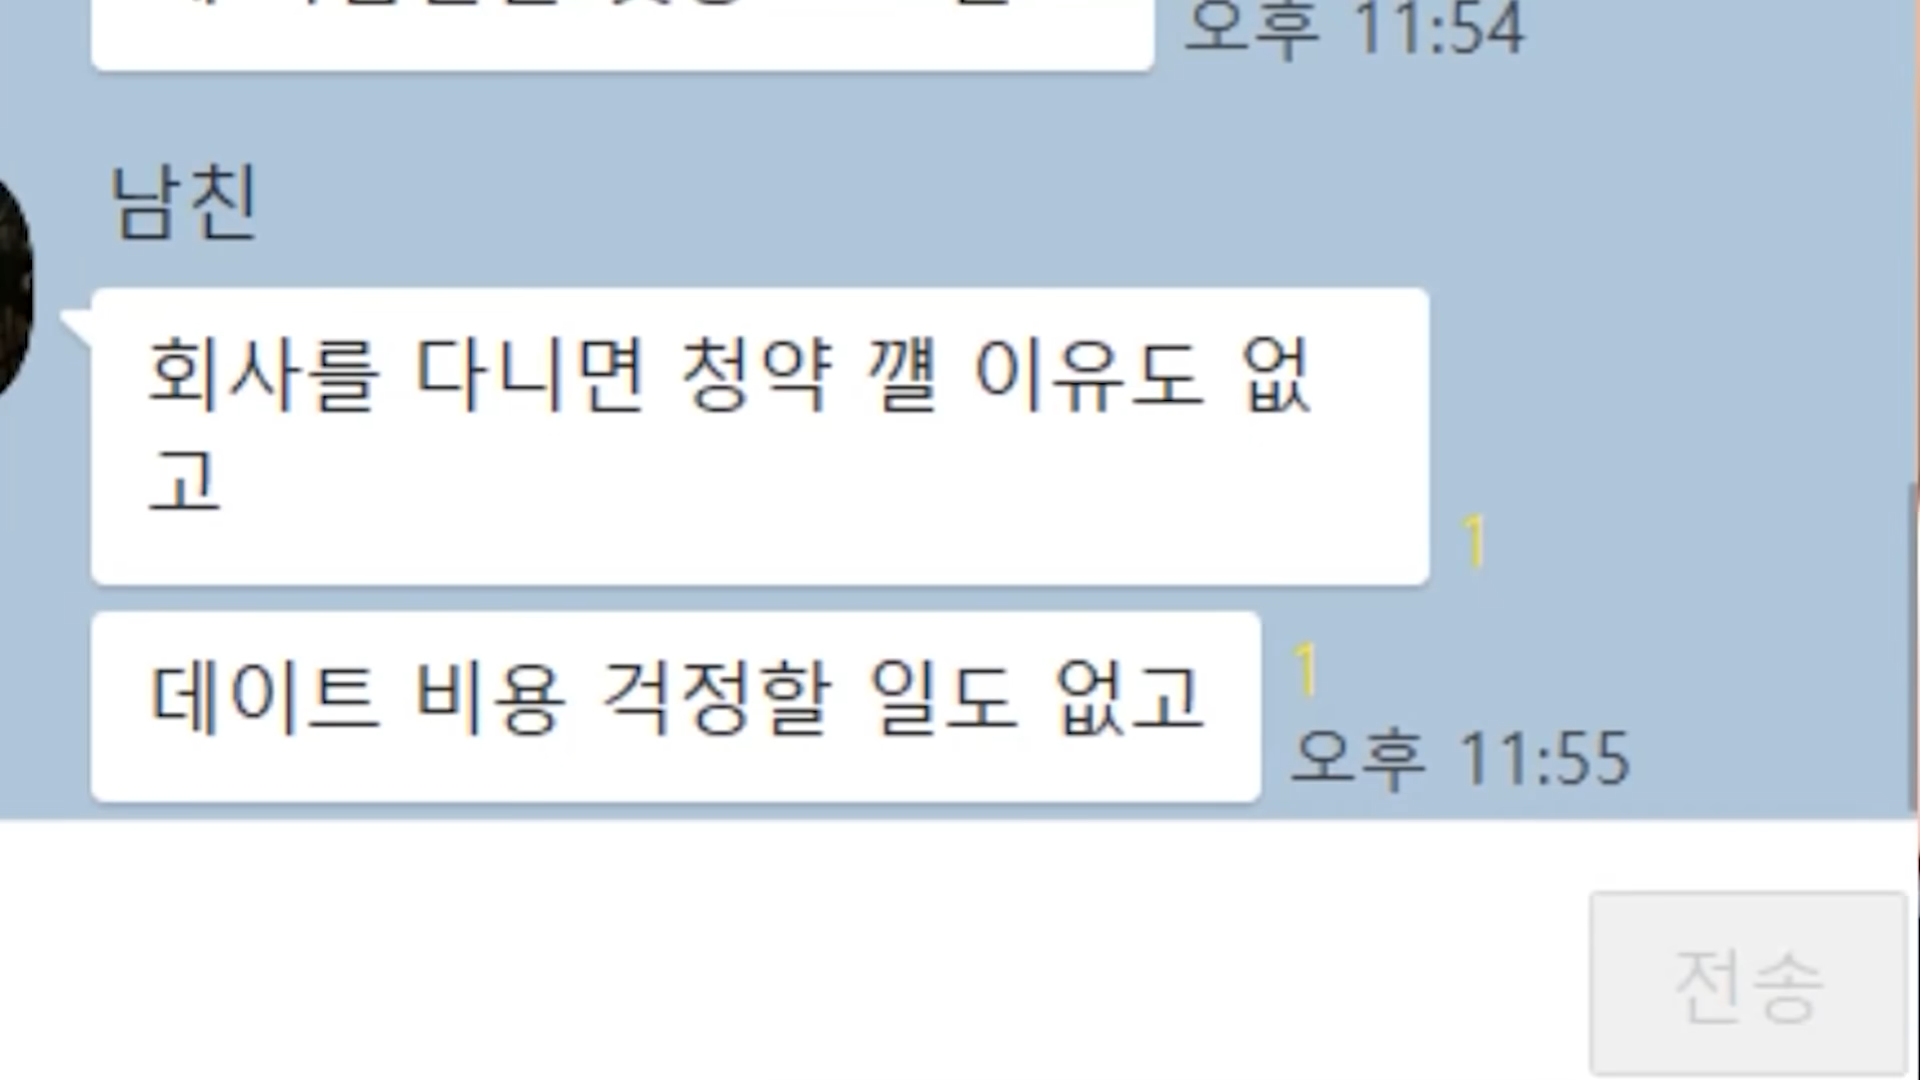 오후 11:54
남친
회사를 다니면 청약 깰 이유도 없
고
1
데이트 비용 걱정할 일도 없고
1
오후 11:55
전송